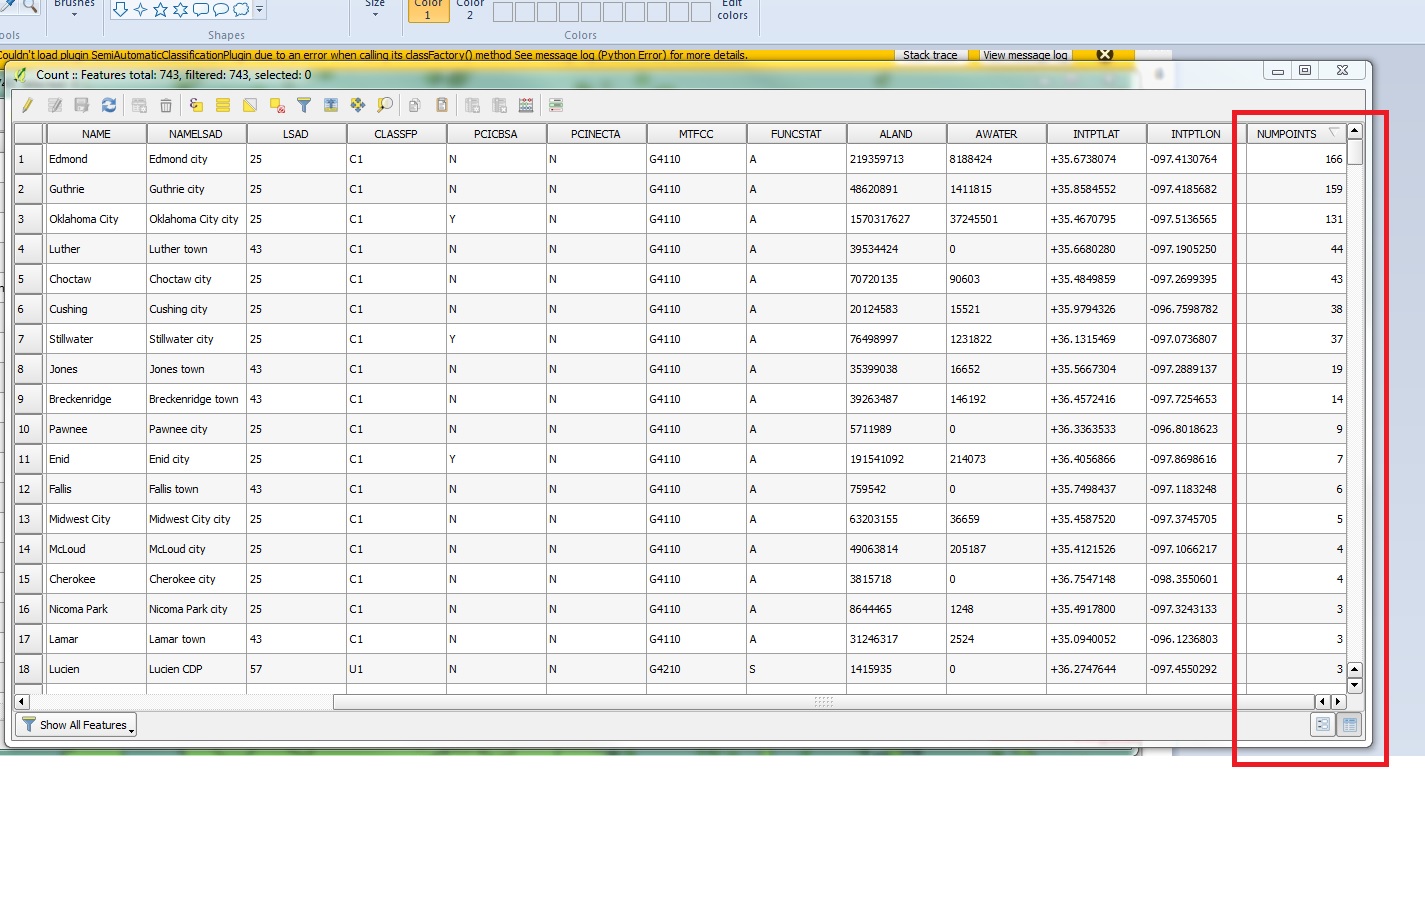 Brushes
Size
Color
1
Color
2
Edit
colors
ools
Shapes
Colors
Couldn't load plugin SemiAutomaticClassificationPlugin due to an error when calling its classFactory() method See message log (Python Error) for more details. Stack trace View message log
Count :: Features total: 743, filtered: 743, selected: 0
NAME NAMELSAD LSAD CLASSFP PCICBSA PCINECTA MTFCC FUNCSTAT ALAND AWATER INTPTLAT INTPTLON NUMPOINTS
1 Edmond Edmond city 25 C1 N N G4110 A 219359713 8188424 +35.6738074 -097.4130764 166
2 Guthrie Guthrie city 25 C1 N N G4110 A 48620891 1411815 +35.8584552 -097.4185682 159
3 Oklahoma City Oklahoma City city 25 C1 Y N G4110 A 1570317627 37245501 +35.4670795 -097.5136565 131
4 Luther Luther town 43 C1 N N G4110 A 39534424 0 +35.6680280 -097.1905250 44
5 Choctaw Choctaw city 25 C1 N N G4110 A 70720135 90603 +35.4849859 -097.2699395 43
6 Cushing Cushing city 25 C1 N N G4110 A 20124583 15521 +35.9794326 -096.7598782 38
7 Stillwater Stillwater city 25 C1 Y N G4110 A 76498997 1231822 +36.1315469 -097.0736807 37
8 Jones Jones town 43 C1 N N G4110 A 35399038 16652 +35.5667304 -097.2889137 19
9 Breckenridge Breckenridge town 43 C1 N N G4110 A 39263487 146192 +36.4572416 -097.7254653 14
10 Pawnee Pawnee city 25 C1 N N G4110 A 5711989 0 +36.3363533 -096.8018623 9
11 Enid Enid city 25 C1 Y N G4110 A 191541092 214073 +36.4056866 -097.8698616 7
12 Fallis Fallis town 43 C1 N N G4110 A 759542 0 +35.7498437 -097.1183248 6
13 Midwest City Midwest City city 25 C1 N N G4110 A 63203155 36659 +35.4587520 -097.3745705 5
14 McLoud McLoud city 25 C1 N N G4110 A 49063814 205187 +35.4121526 -097.1066217 4
15 Cherokee Cherokee city 25 C1 N N G4110 A 3815718 0 +36.7547148 -098.3550601 4
16 Nicoma Park Nicoma Park city 25 C1 N N G4110 A 8644465 1248 +35.4917800 -097.3243133 3
17 Lamar Lamar town 43 C1 N N G4110 A 31246317 2524 +35.0940052 -096.1236803 3
18 Lucien Lucien CDP 57 U1 N N G4210 S 1415935 0 +36.2747644 -097.4550292 3
Show All Features